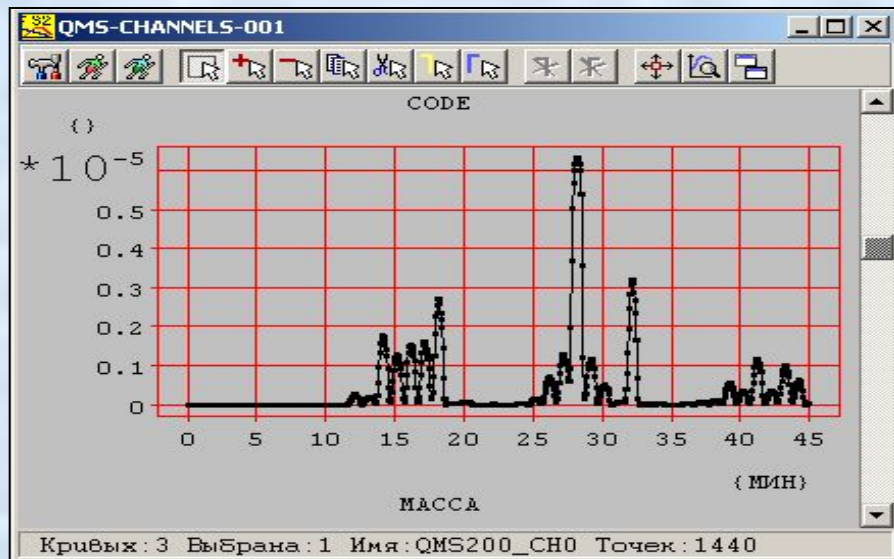 QMS-CHANNELS-001
CODE
{}
*10^-5
0.5
0.4
0.3
0.2
0.1
0
0 5 10 15 20 25 30 35 40 45
{МИН}
МАССА
Кривых:3 Выбрана:1 Имя:QMS200_CH0 Точек:1440